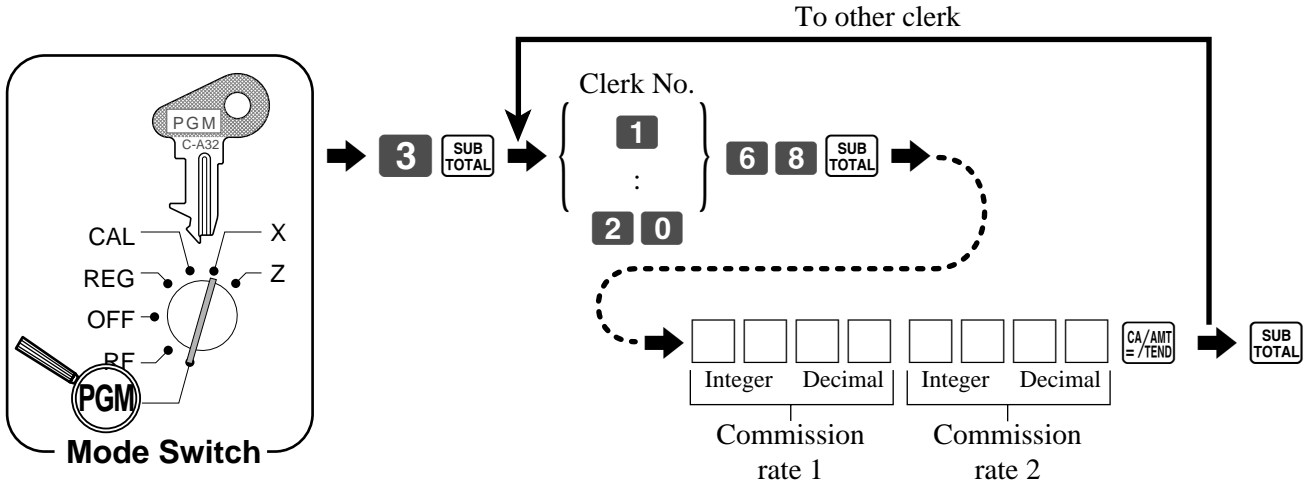 To other clerk
Clerk No.
PGM
C-A32
3 SUB TOTAL
1
:
2 0
6 8 SUB TOTAL
CAL
X
REG
Z
OFF
RF
PGM
Mode Switch
CA/AMT
= /TEND
SUB TOTAL
Integer Decimal Integer Decimal
Commission
rate 1
Commission
rate 2